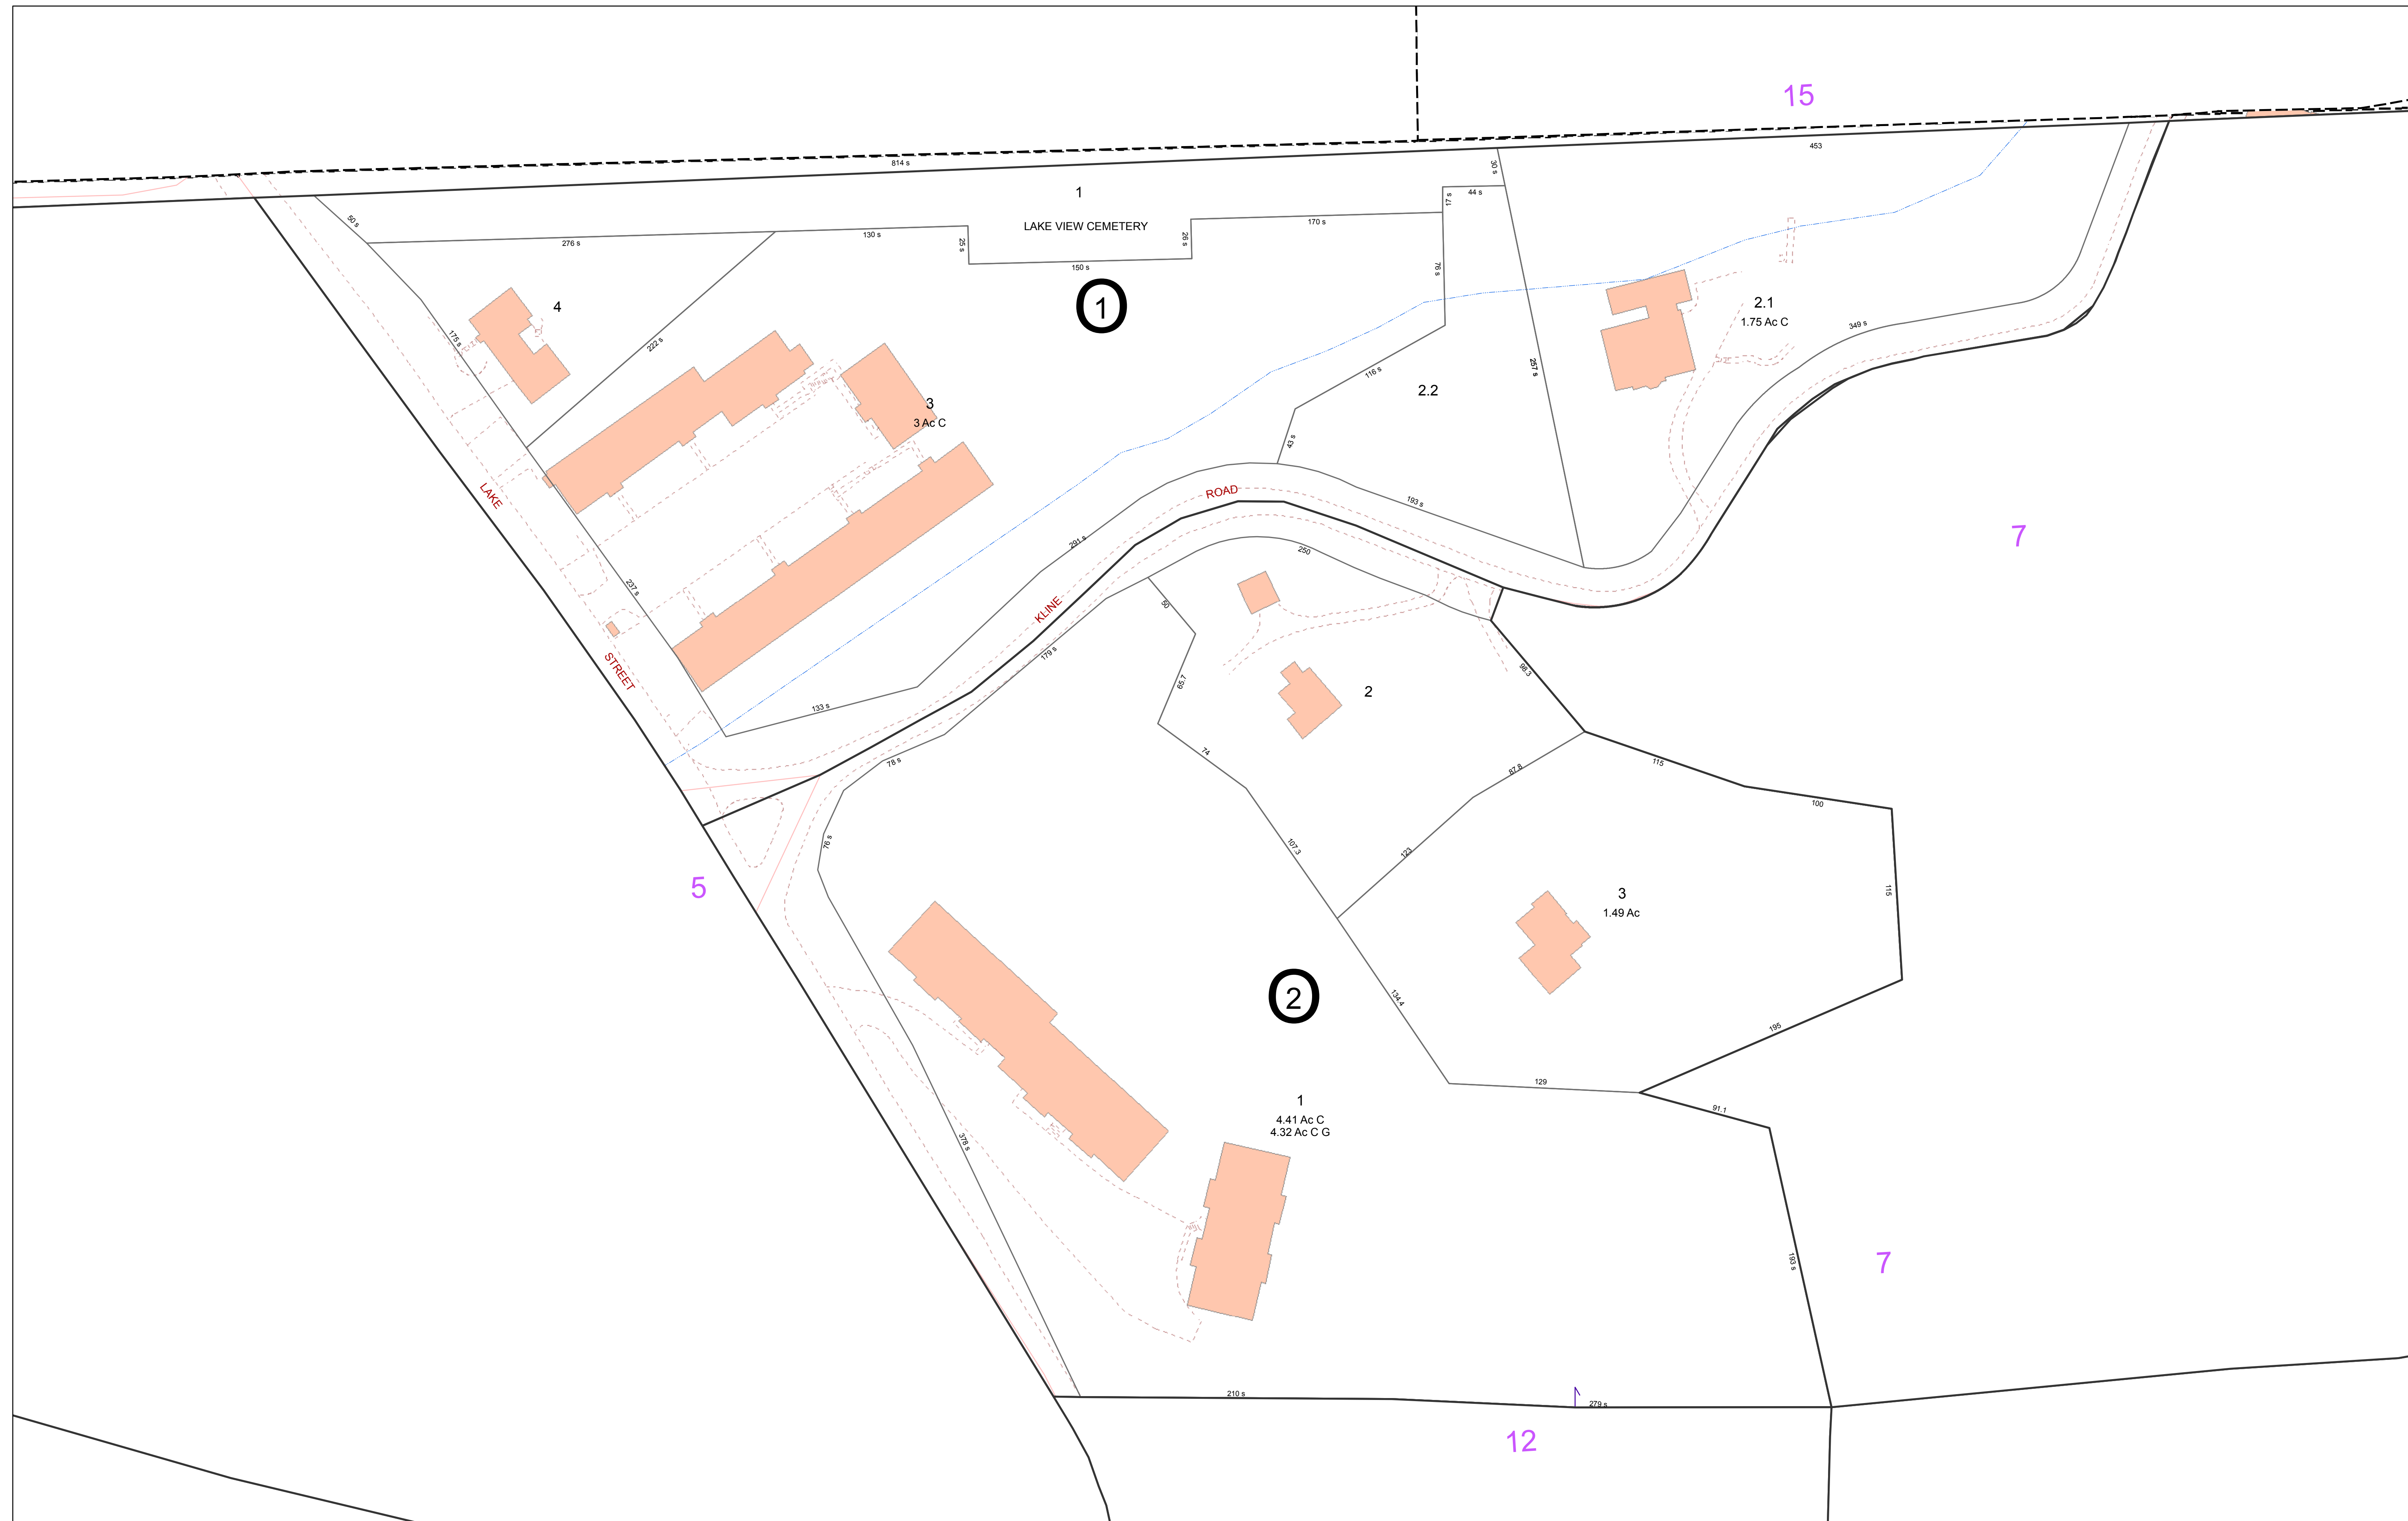 15
453
814 s
30 s
1
44 s
17 s
LAKE VIEW CEMETERY
50 s
276 s
130 s
25 s
26 s
170 s
150 s
76 s
1
4
2.1
1.75 Ac C
349 s
175 s
222 s
116 s
257 s
2.2
3
3 Ac C
43 s
LAKE
ROAD
193 s
7
291 s
250
237 s
KLINE
50
179 s
STREET
65.7
98.3
2
133 s
74
78 s
87.8
115
100
76 s
107.3
123
5
115
3
1.49 Ac
2
134.4
195
129
1
4.41 Ac C
4.32 Ac C G
91.1
378 s
193 s
7
210 s
279 s
12